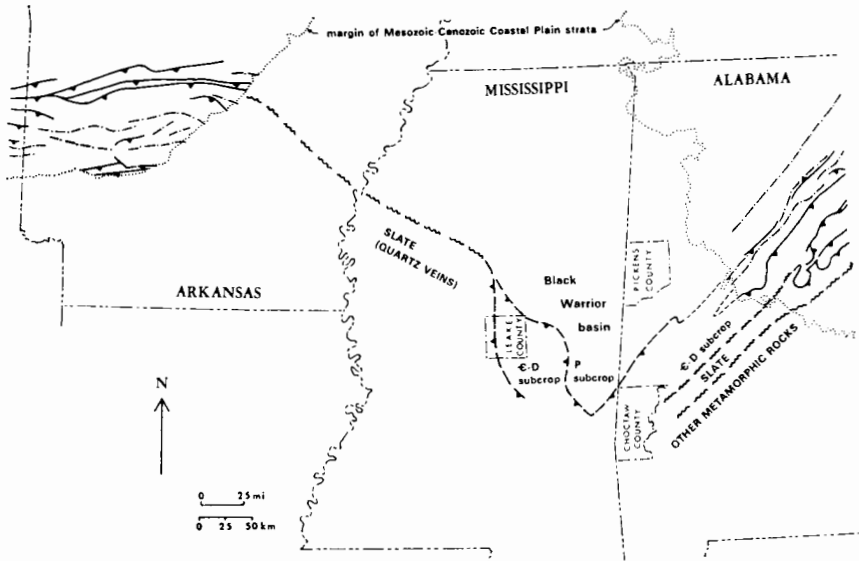 margin of Mesozoic Cenozoic Coastal Plain strata
MISSISSIPPI
ALABAMA
SLATE
(QUARTZ VEINS)
PICKENS
COUNTY
Black
Warrior
basin
ARKANSAS
LEAKE
COUNTY
Є-D
subcrop
P
subcrop
Є-D subcrop
SLATE
OTHER METAMORPHIC ROCKS
CHOCTAW
COUNTY
N
0 25 mi
0 25 50 km